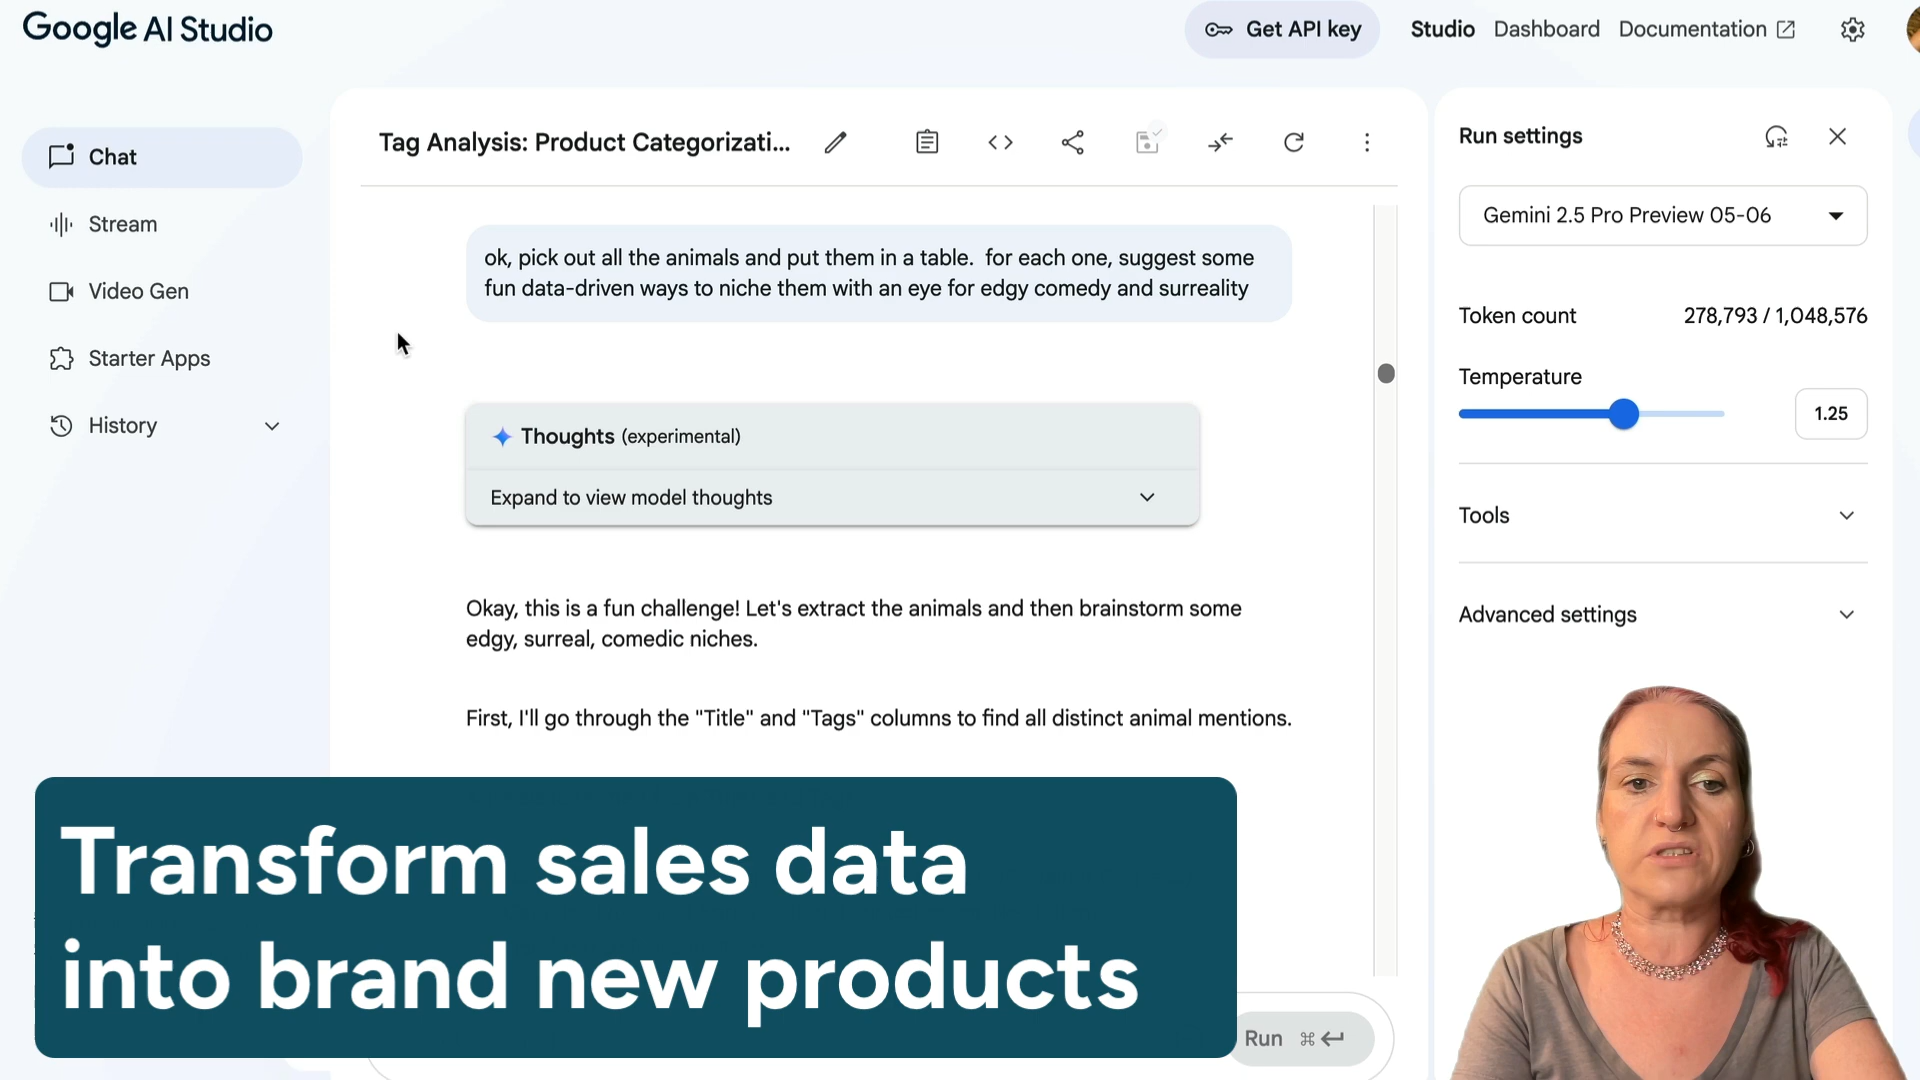 Google AI Studio
Get API key
Studio
Dashboard
Documentation
Chat
Stream
Video Gen
Starter Apps
History
Tag Analysis: Product Categorizati...
ok, pick out all the animals and put them in a table.  for each one, suggest some
fun data-driven ways to niche them with an eye for edgy comedy and surreality
Thoughts (experimental)
Expand to view model thoughts
Okay, this is a fun challenge! Let's extract the animals and then brainstorm some
edgy, surreal, comedic niches.
First, I'll go through the "Title" and "Tags" columns to find all distinct animal mentions.
Transform sales data
into brand new products
Run ⌘
Run settings
Gemini 2.5 Pro Preview 05-06
Token count 278,793 / 1,048,576
Temperature
1.25
Tools
Advanced settings